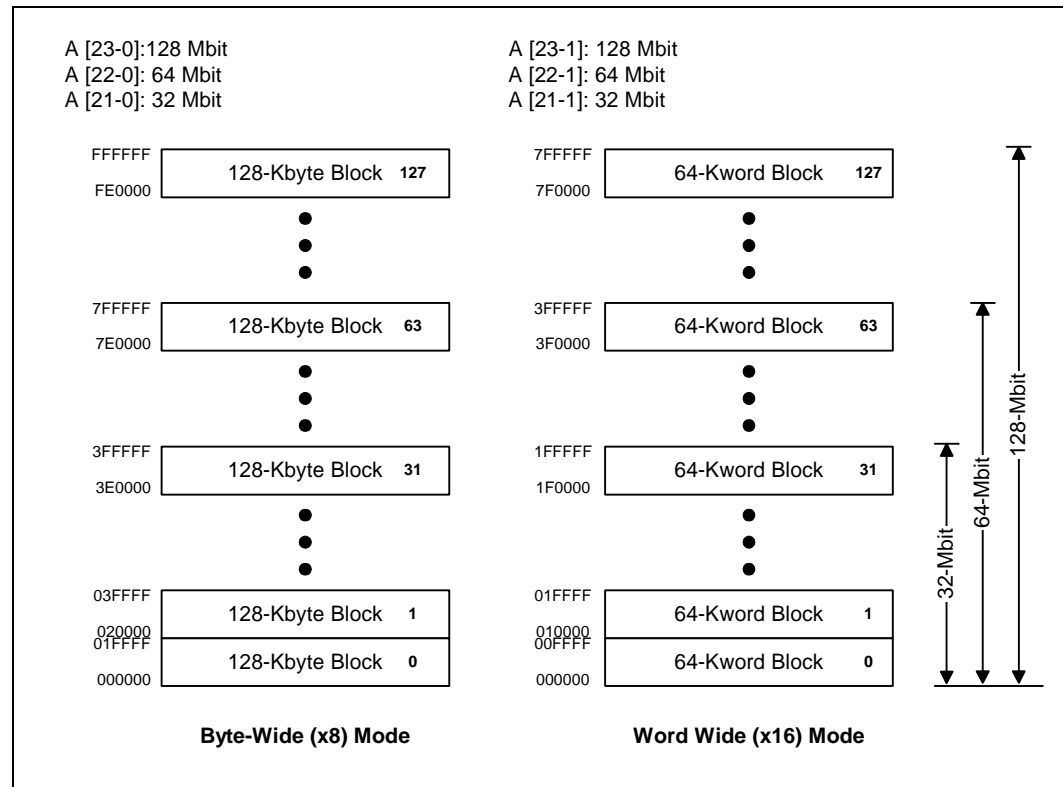 A [23-0]:128 Mbit
A [22-0]: 64 Mbit
A [21-0]: 32 Mbit
A [23-1]: 128 Mbit
A [22-1]: 64 Mbit
A [21-1]: 32 Mbit
FFFFFF
128-Kbyte Block 127
FE0000
7FFFFF
128-Kbyte Block 63
7E0000
3FFFFF
128-Kbyte Block 31
3E0000
03FFFF
128-Kbyte Block 1
020000
01FFFF
128-Kbyte Block 0
000000
Byte-Wide (x8) Mode
7FFFFF
64-Kword Block 127
7F0000
3FFFFF
64-Kword Block 63
3F0000
1FFFFF
64-Kword Block 31
1F0000
01FFFF
64-Kword Block 1
010000
00FFFF
64-Kword Block 0
000000
Word Wide (x16) Mode
32-Mbit
64-Mbit
128-Mbit